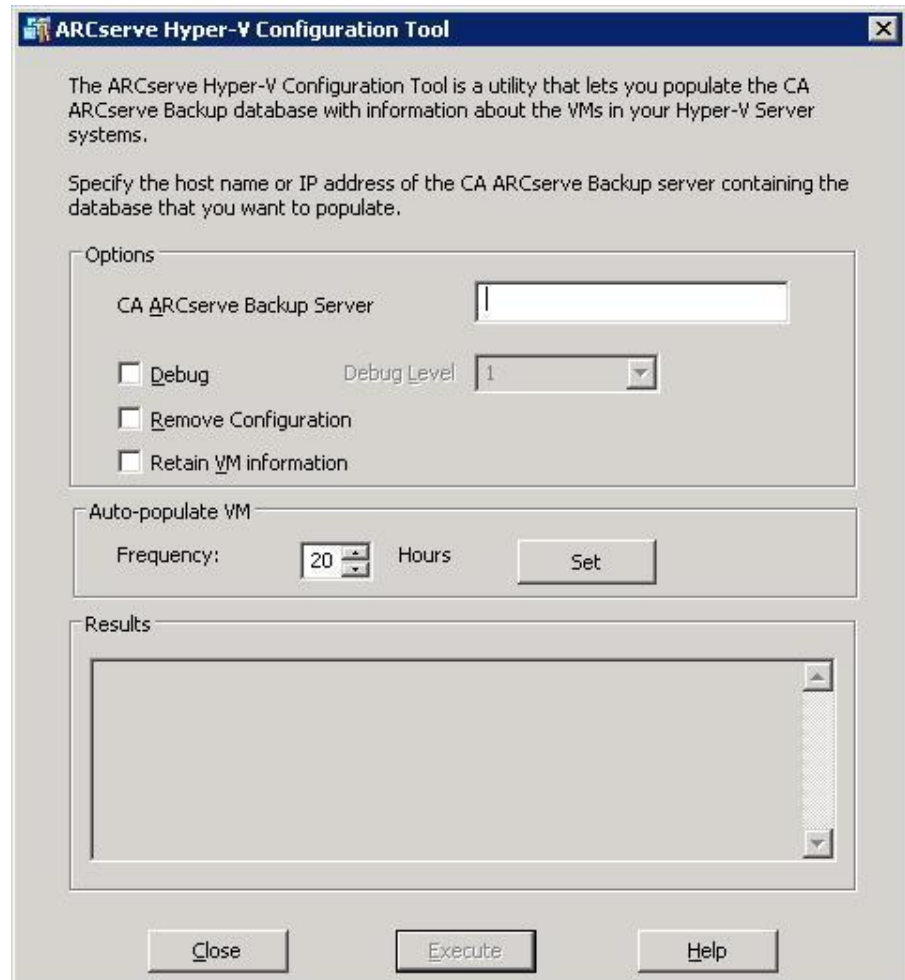 ARCserve Hyper-V Configuration Tool
The ARCserve Hyper-V Configuration Tool is a utility that lets you populate the CA
ARCserve Backup database with information about the VMs in your Hyper-V Server
systems.
Specify the host name or IP address of the CA ARCserve Backup server containing the
database that you want to populate.
Options
CA ARCserve Backup Server
Debug Debug Level 1
Remove Configuration
Retain VM information
Auto-populate VM
Frequency: 20 Hours Set
Results
Close Execute Help